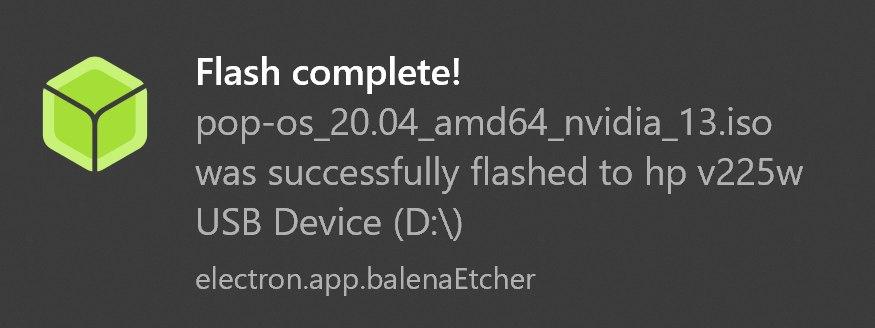 Flash complete!
pop-os_20.04_amd64_nvidia_13.iso
was successfully flashed to hp v225w
USB Device (D:\)
electron.app.balenaEtcher